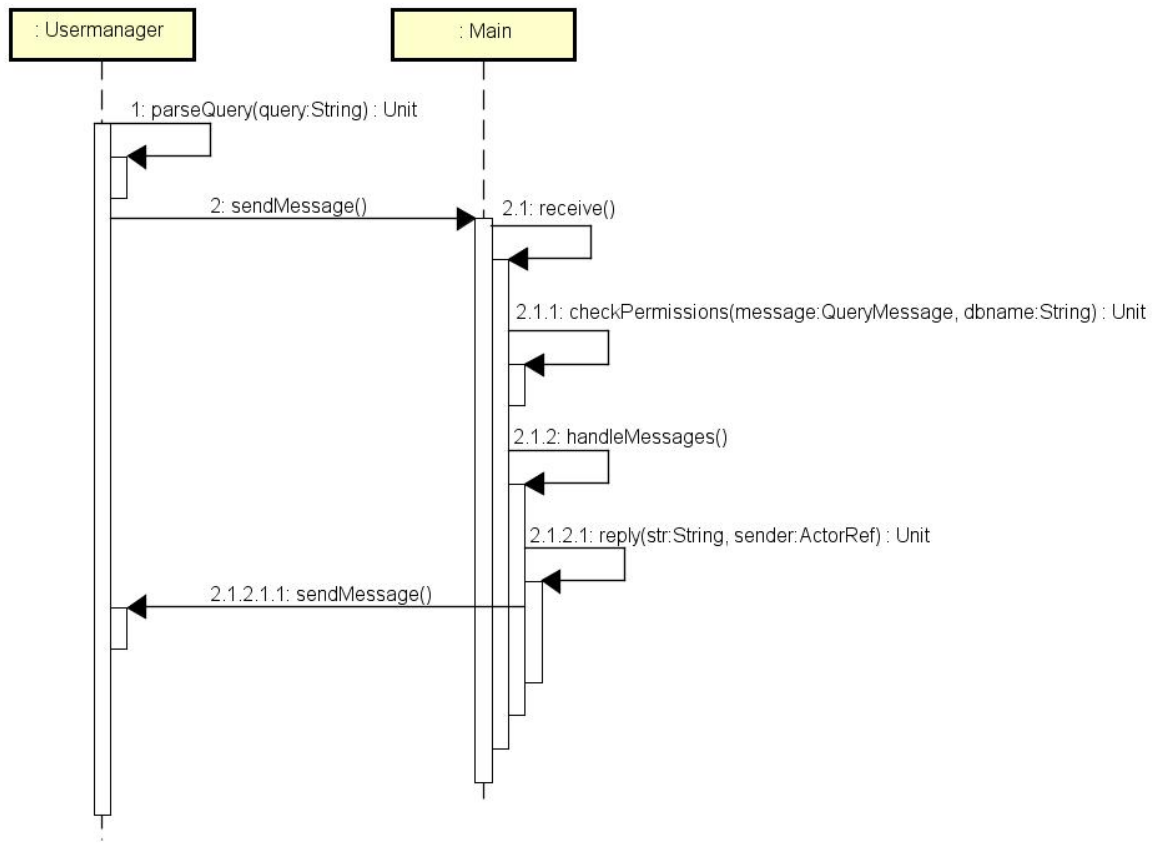 : Usermanager
: Main
1: parseQuery(query:String) : Unit
2: sendMessage()
2.1: receive()
2.1.1: checkPermissions(message:QueryMessage, dbname:String) : Unit
2.1.2: handleMessages()
2.1.2.1: reply(str:String, sender:ActorRef) : Unit
2.1.2.1.1: sendMessage()